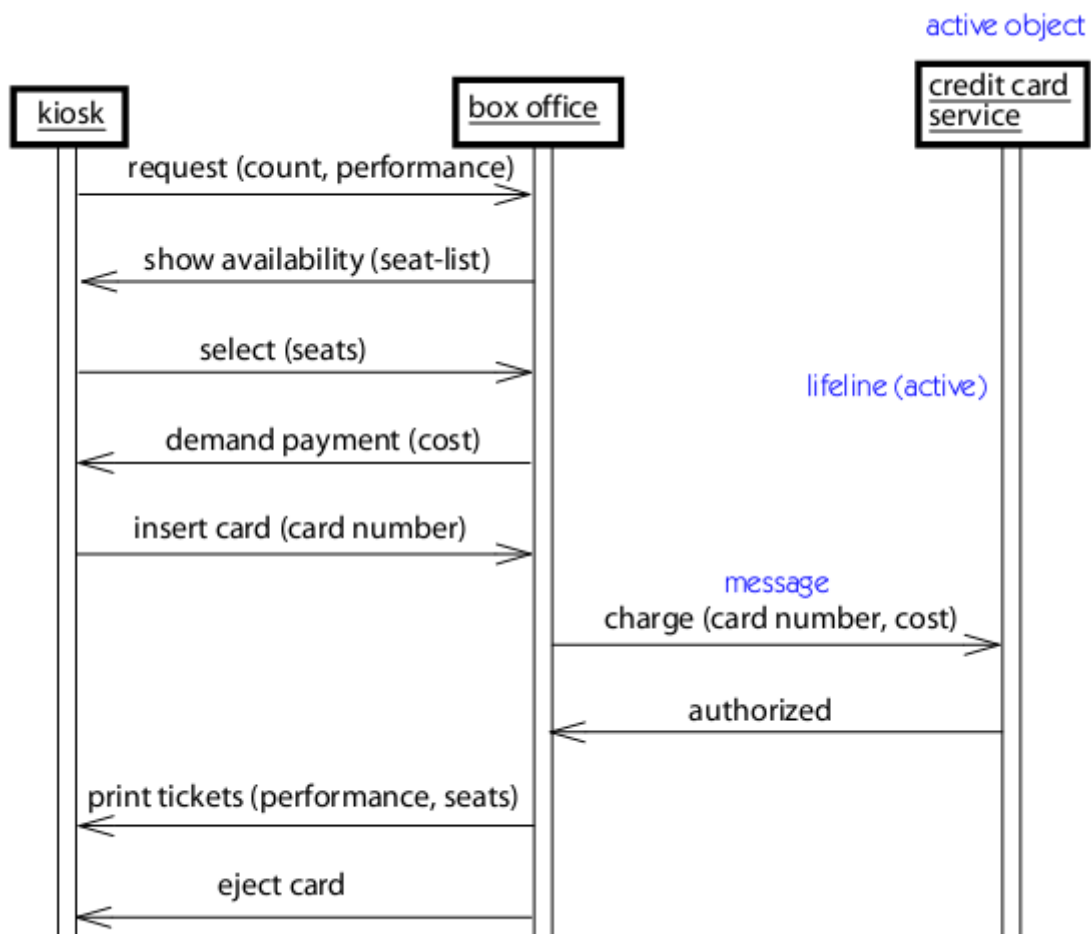 active object
kiosk
box office
credit card
service
request (count, performance)
show availability (seat-list)
select (seats)
lifeline (active)
demand payment (cost)
insert card (card number)
message
charge (card number, cost)
authorized
print tickets (performance, seats)
eject card